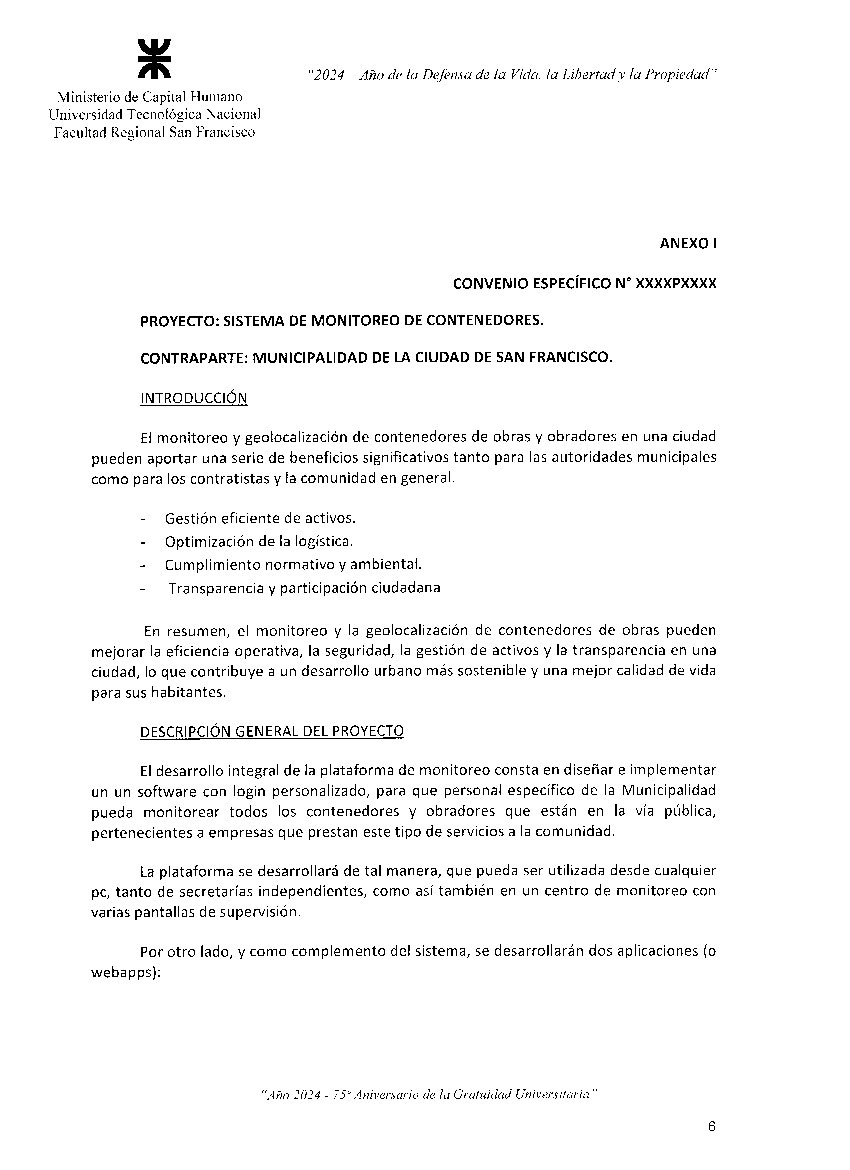 "2024 Año de la Defensa de la Vida, la Libertad y la Propiedad"
Ministerio de Capital Humano
Universidad Tecnológica Nacional
Facultad Regional San Francisco
ANEXO I
CONVENIO ESPECÍFICO N° XXXXPXXXX
PROYECTO: SISTEMA DE MONITOREO DE CONTENEDORES.
CONTRAPARTE: MUNICIPALIDAD DE LA CIUDAD DE SAN FRANCISCO.
INTRODUCCIÓN
El monitoreo y geolocalización de contenedores de obras y obradores en una ciudad
pueden aportar una serie de beneficios significativos tanto para las autoridades municipales
como para los contratistas y la comunidad en general.
- Gestión eficiente de activos.
- Optimización de la logística.
- Cumplimiento normativo y ambiental.
- Transparencia y participación ciudadana
En resumen, el monitoreo y la geolocalización de contenedores de obras pueden
mejorar la eficiencia operativa, la seguridad, la gestión de activos y la transparencia en una
ciudad, lo que contribuye a un desarrollo urbano más sostenible y una mejor calidad de vida
para sus habitantes.
DESCRIPCIÓN GENERAL DEL PROYECTO
El desarrollo integral de la plataforma de monitoreo consta en diseñar e implementar
un un software con login personalizado, para que personal específico de la Municipalidad
pueda monitorear todos los contenedores y obradores que están en la vía pública,
pertenecientes a empresas que prestan este tipo de servicios a la comunidad.
La plataforma se desarrollará de tal manera, que pueda ser utilizada desde cualquier
pc, tanto de secretarías independientes, como así también en un centro de monitoreo con
varias pantallas de supervisión.
Por otro lado, y como complemento del sistema, se desarrollarán dos aplicaciones (o
webapps):
"Año 2024 - 75° Aniversario de la Gratuidad Universitaria"
6